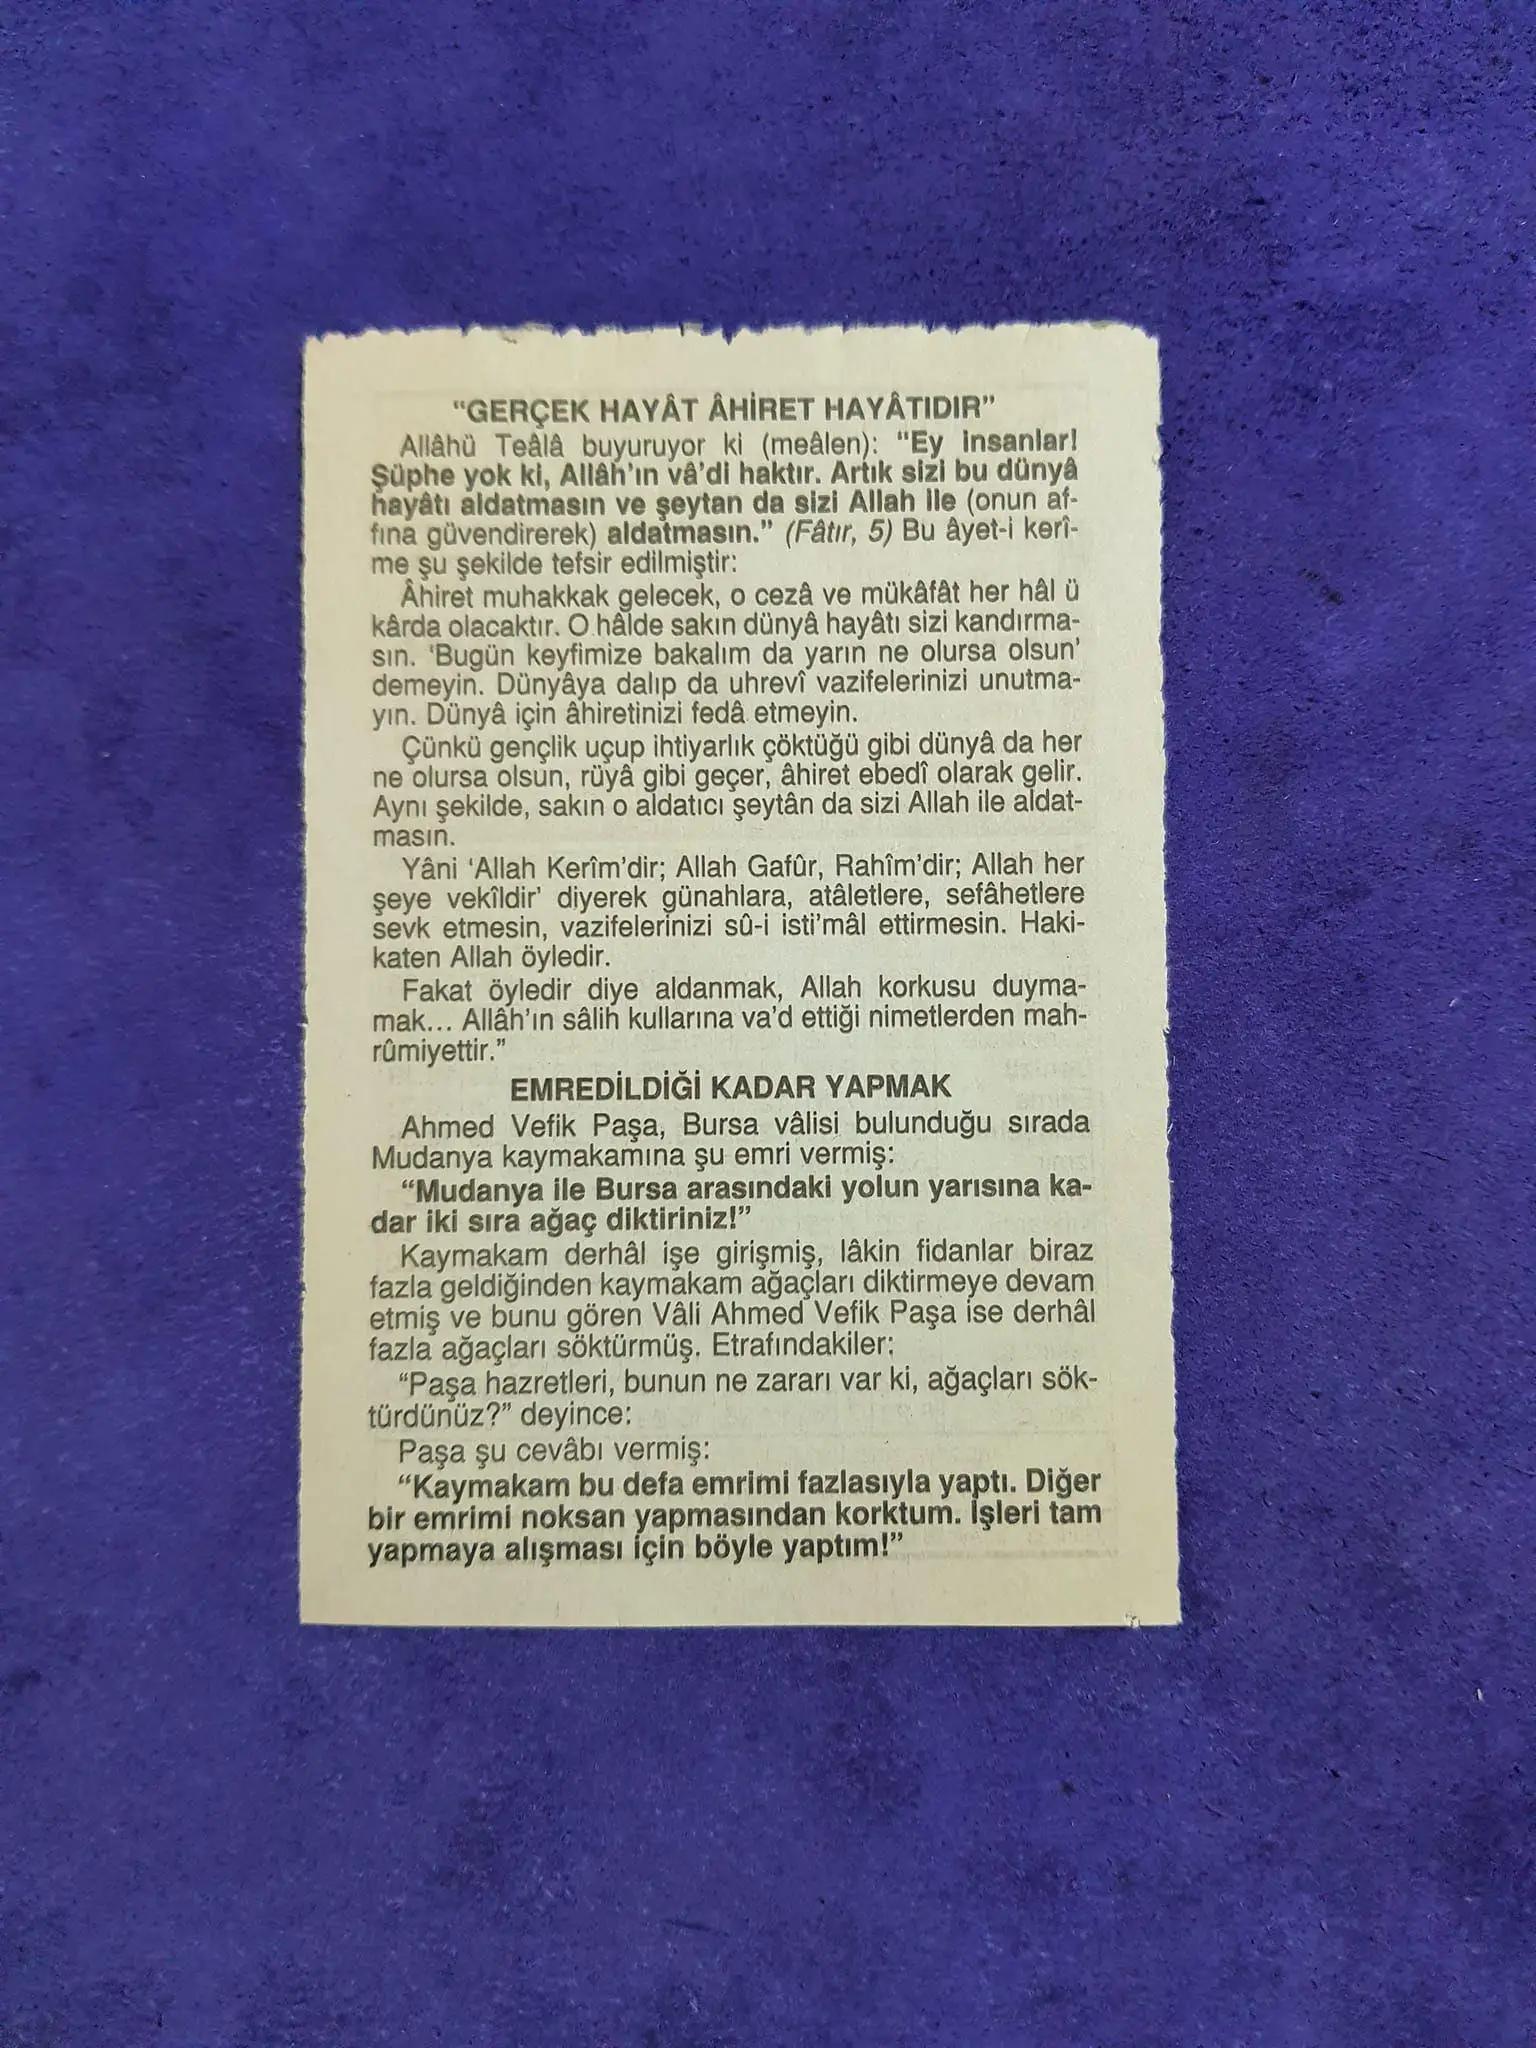 “GERÇEK HAYÂT ÂHİRET HAYÂTIDIR”
Allâhü Teâlâ buyuruyor ki (meâlen): “Ey insanlar!
Şüphe yok ki, Allâh’ın vâ’di haktır. Artık sizi bu dünyâ
hayâtı aldatmasın ve şeytan da sizi Allah ile (onun af-
fına güvendirerek) aldatmasın.” (Fâtır, 5) Bu âyet-i kerî-
me şu şekilde tefsir edilmiştir:
Âhiret muhakkak gelecek, o cezâ ve mükâfât her hâl ü
kârda olacaktır. O hâlde sakın dünyâ hayâtı sizi kandırma-
sın. ‘Bugün keyfimize bakalım da yarın ne olursa olsun’
demeyin. Dünyâya dalıp da uhrevî vazifelerinizi unutma-
yın. Dünyâ için âhiretinizi fedâ etmeyin.
Çünkü gençlik uçup ihtiyarlık çöktüğü gibi dünyâ da her
ne olursa olsun, rüyâ gibi geçer, âhiret ebedî olarak gelir.
Aynı şekilde, sakın o aldatıcı şeytân da sizi Allah ile aldat-
masın.
Yâni ‘Allah Kerîm’dir; Allah Gafûr, Rahîm’dir; Allah her
şeye vekîldir’ diyerek günahlara, atâletlere, sefâhetlere
sevk etmesin, vazifelerinizi sû-i isti’mâl ettirmesin. Haki-
katen Allah öyledir.
Fakat öyledir diye aldanmak, Allah korkusu duyma-
mak... Allâh’ın sâlih kullarına va’d ettiği nimetlerden mah-
rûmiyettir.”
EMREDİLDİĞİ KADAR YAPMAK
Ahmed Vefik Paşa, Bursa vâlisi bulunduğu sırada
Mudanya kaymakamına şu emri vermiş:
“Mudanya ile Bursa arasındaki yolun yarısına ka-
dar iki sıra ağaç diktiriniz!”
Kaymakam derhâl işe girişmiş, lâkin fidanlar biraz
fazla geldiğinden kaymakam ağaçları diktirmeye devam
etmiş ve bunu gören Vâli Ahmed Vefik Paşa ise derhâl
fazla ağaçları söktürmüş. Etrafındakiler:
“Paşa hazretleri, bunun ne zararı var ki, ağaçları sök-
türdünüz?” deyince:
Paşa şu cevâbı vermiş:
“Kaymakam bu defa emrimi fazlasıyla yaptı. Diğer
bir emrimi noksan yapmasından korktum. İşleri tam
yapmaya alışması için böyle yaptım!”